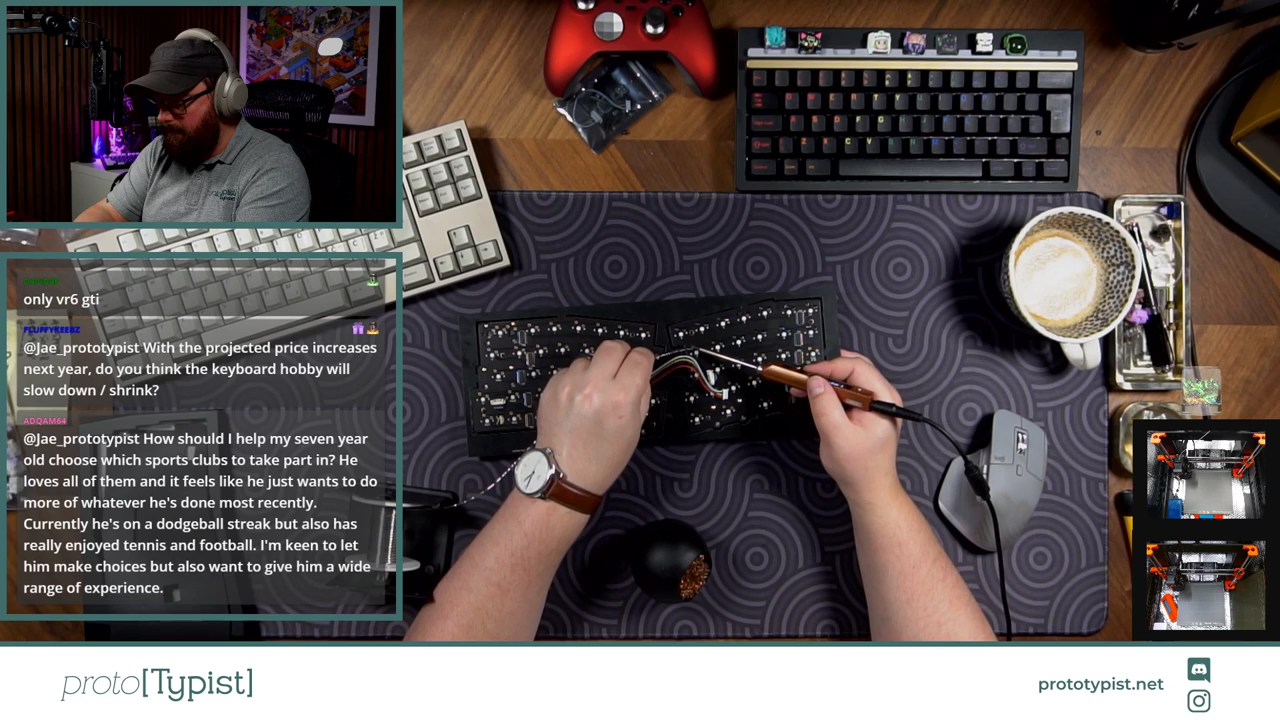 only vr6 gti
FLUFFYKEEBZ
@Jae_prototypist With the projected price increases
next year, do you think the keyboard hobby will
slow down / shrink?
ADQAM64
@Jae_prototypist How should I help my seven year
old choose which sports clubs to take part in? He
loves all of them and it feels like he just wants to do
more of whatever he's done most recently.
Currently he's on a dodgeball streak but also has
really enjoyed tennis and football. I'm keen to let
him make choices but also want to give him a wide
range of experience.
proto[Typist]
prototypist.net